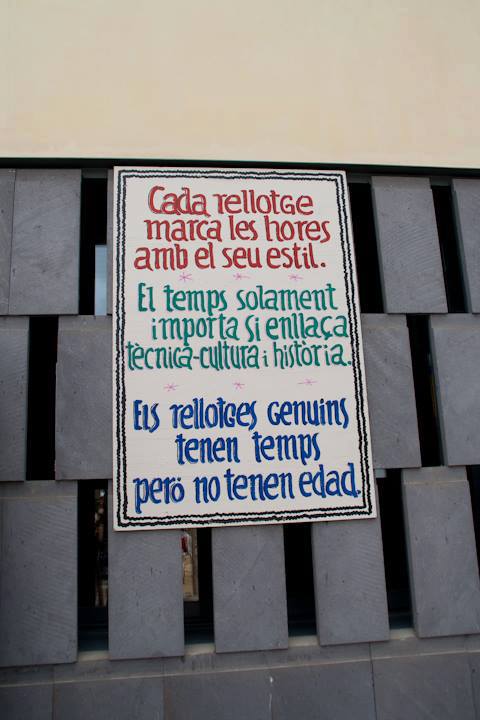 Cada rellotge
marca les hores
amb el seu estil.
El temps solament
importa si enllaça
tècnica-cultura i història.
Els rellotges genuins
tenen temps
però no tenen edad.